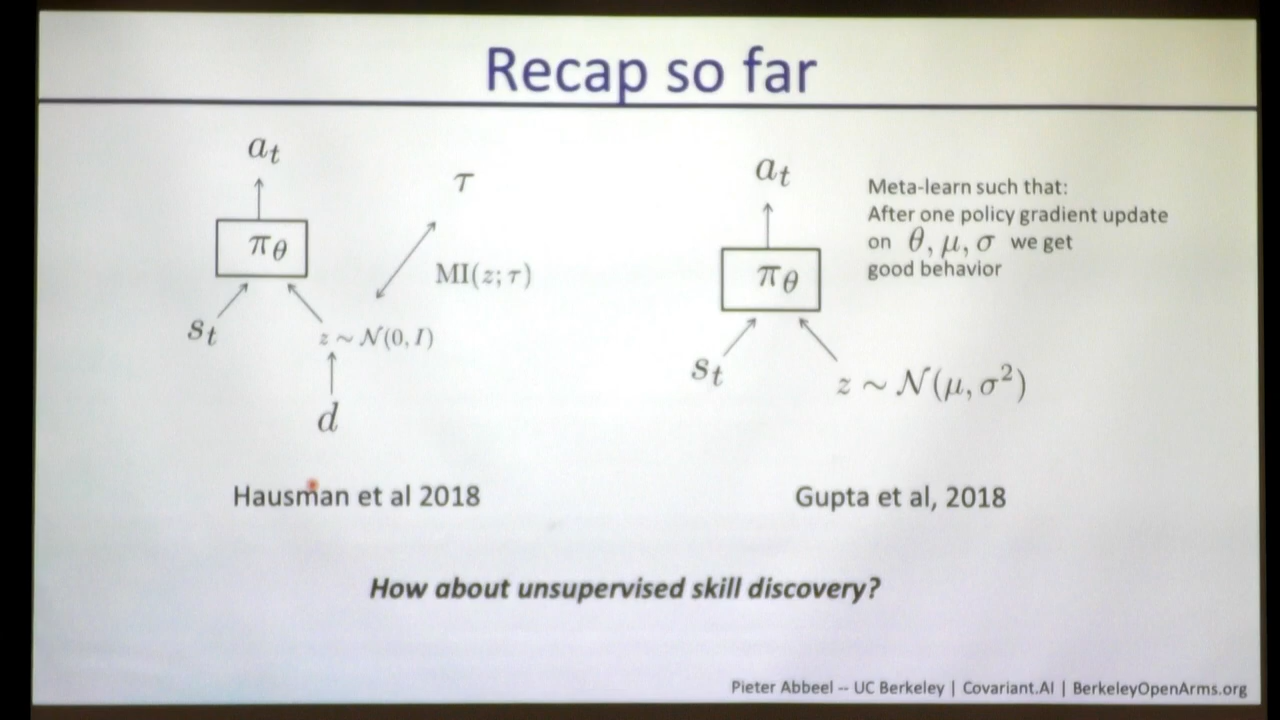 Recap so far
a_t
π_θ
s_t
z ~ N(0, I)
d
τ
MI(z; τ)
Hausman et al 2018
a_t
π_θ
s_t
z ~ N(μ, σ²)
Meta-learn such that:
After one policy gradient update
on θ, μ, σ we get
good behavior
Gupta et al, 2018
How about unsupervised skill discovery?
Pieter Abbeel -- UC Berkeley | Covariant.AI | BerkeleyOpenArms.org